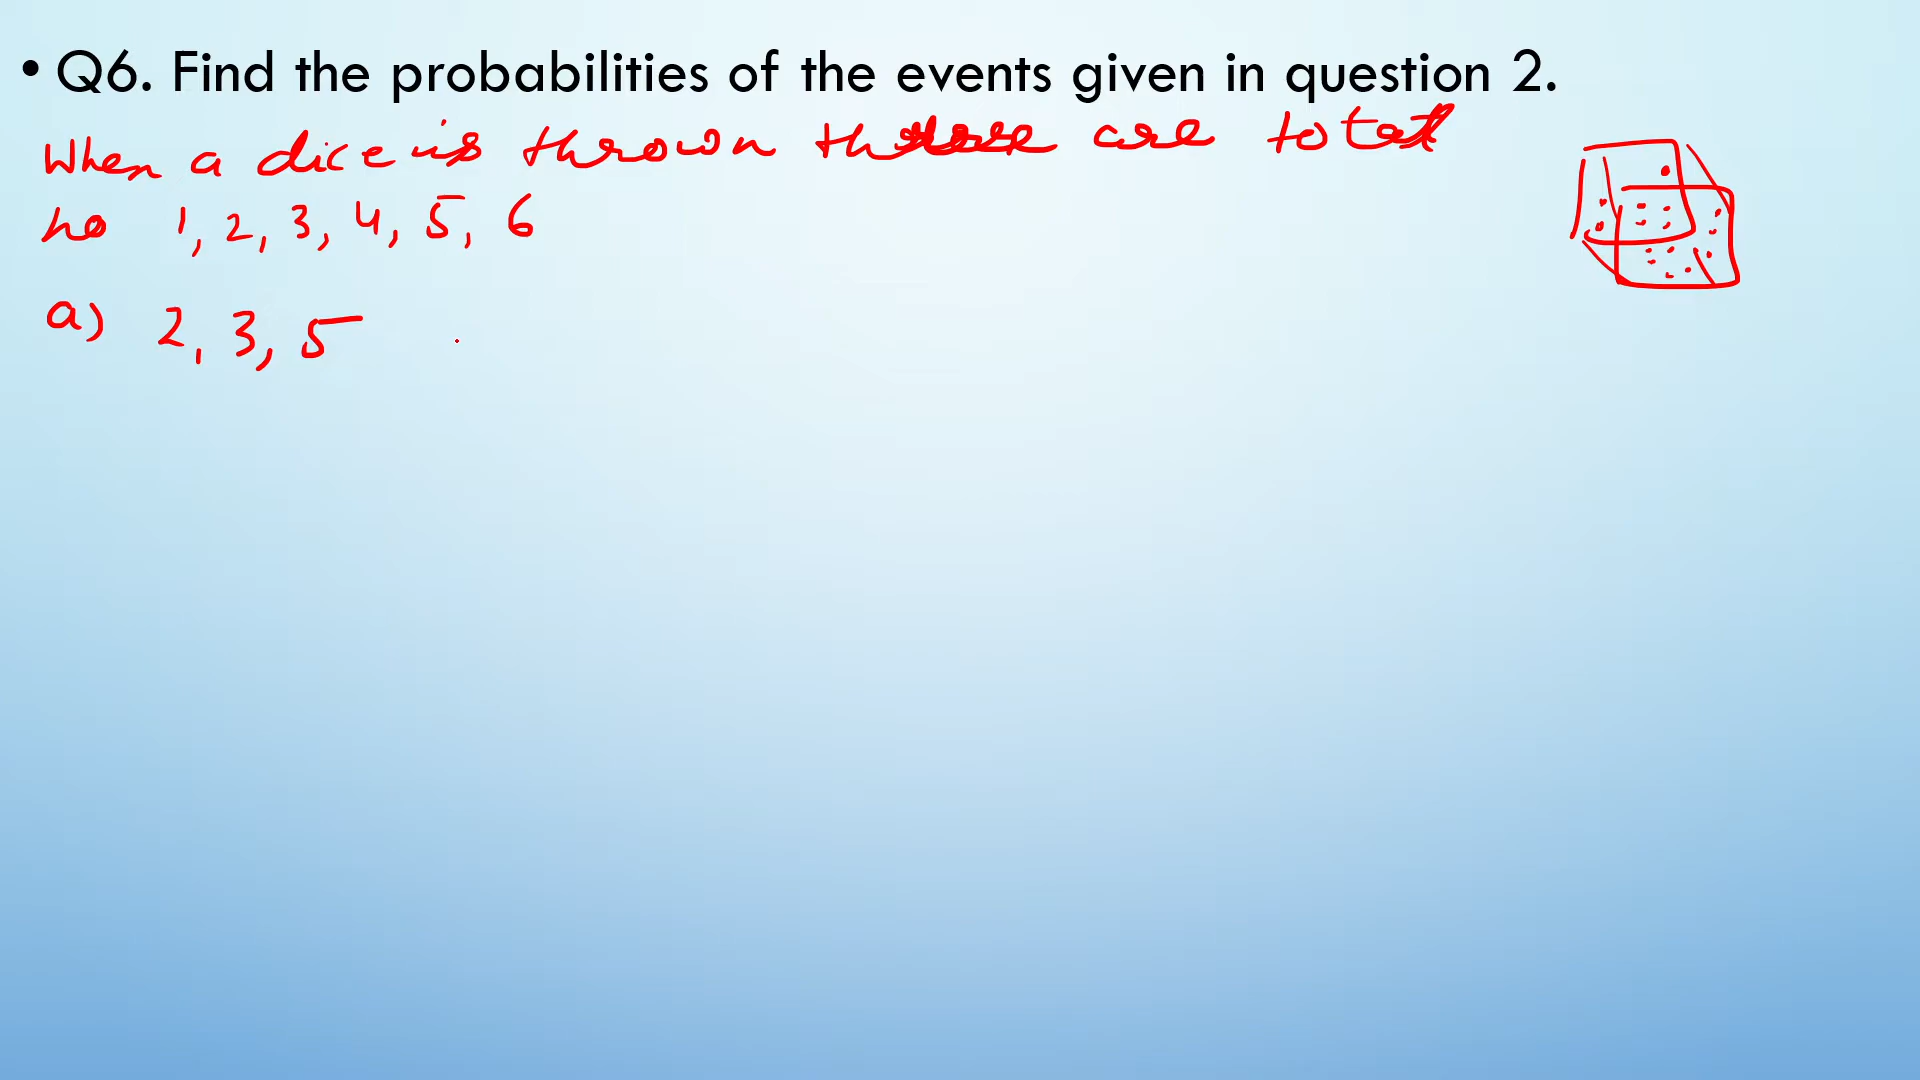 • Q6. Find the probabilities of the events given in question 2.
When a dice is thrown there are total
no 1, 2, 3, 4, 5, 6
a) 2, 3, 5